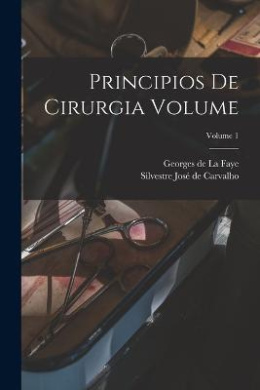 Principios De
Cirurgia Volume
Volume 1
Georges de La Faye
Silvestre José de Carvalho